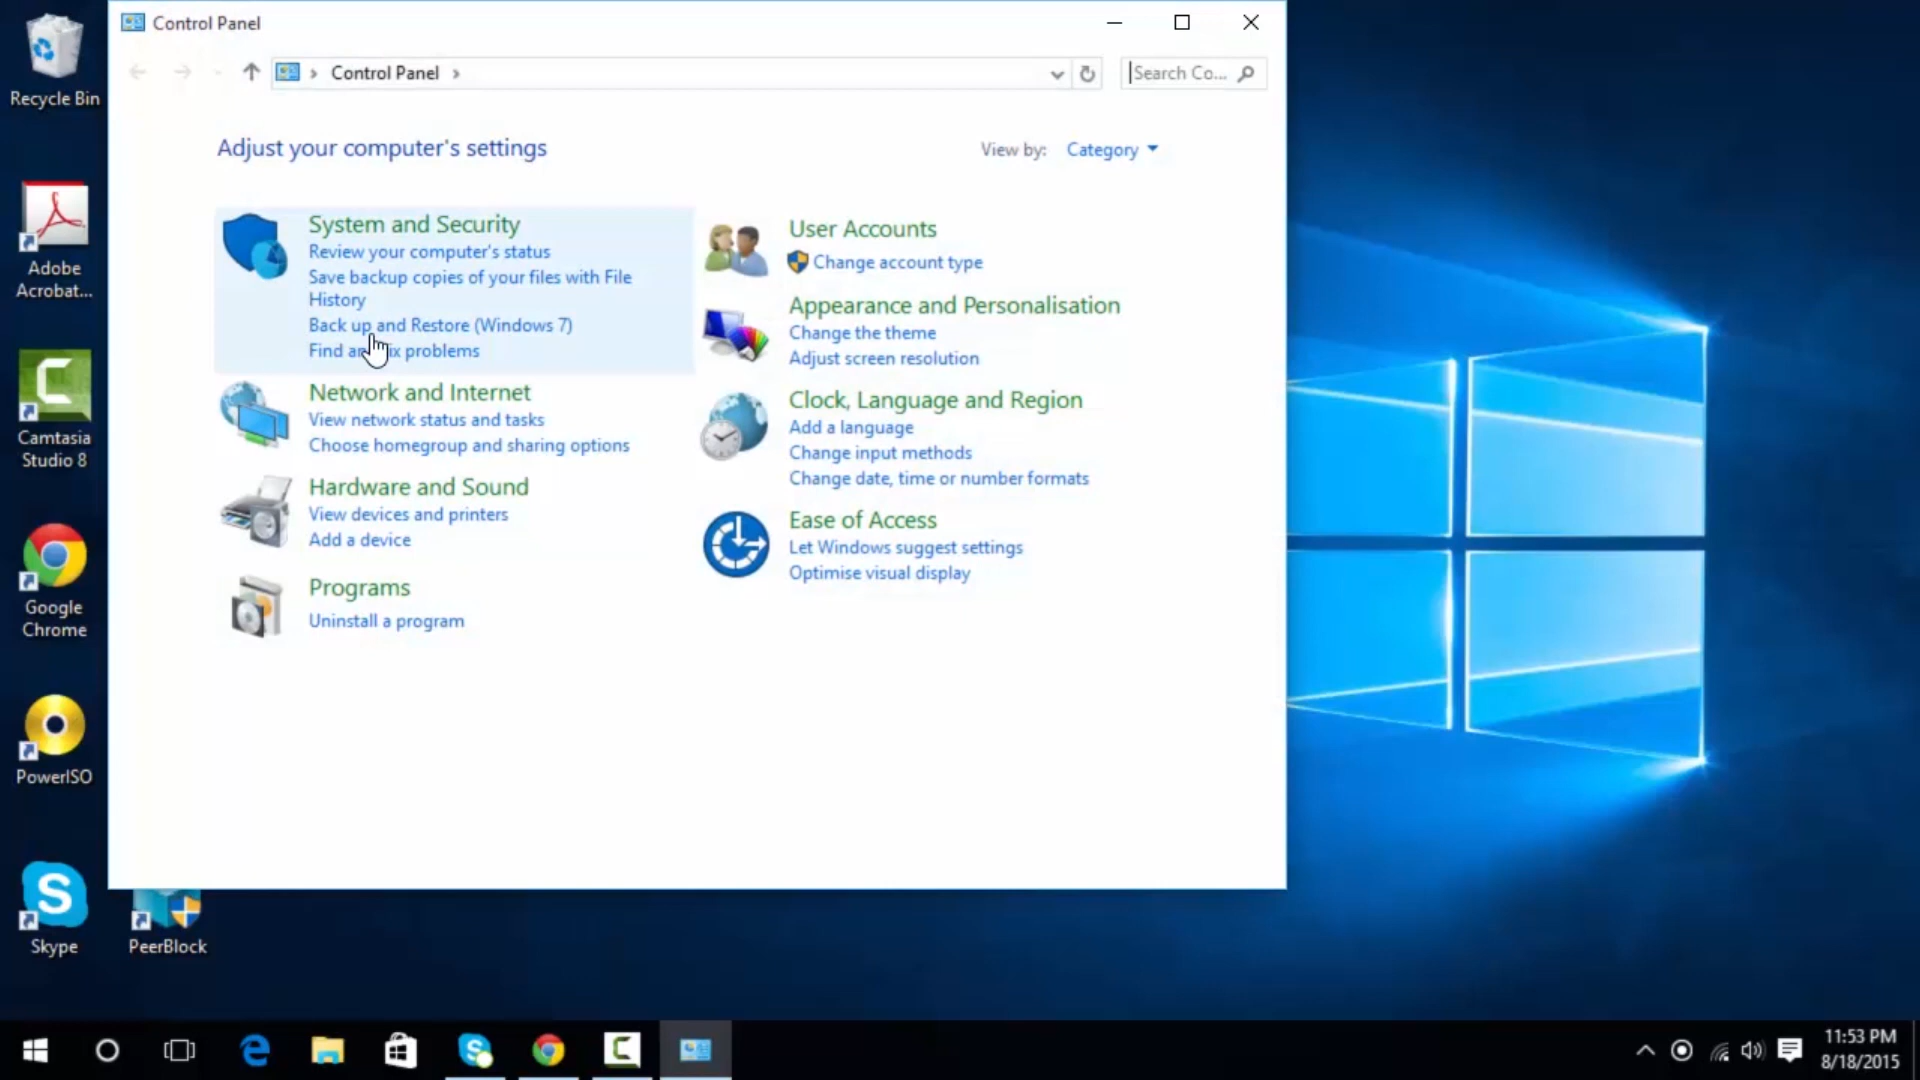 Control Panel
Control Panel
Search Co...
Adjust your computer's settings
View by: Category
System and Security
Review your computer's status
Save backup copies of your files with File
History
Back up and Restore (Windows 7)
Find an ix problems
Network and Internet
View network status and tasks
Choose homegroup and sharing options
Hardware and Sound
View devices and printers
Add a device
Programs
Uninstall a program
User Accounts
Change account type
Appearance and Personalisation
Change the theme
Adjust screen resolution
Clock, Language and Region
Add a language
Change input methods
Change date, time or number formats
Ease of Access
Let Windows suggest settings
Optimise visual display
Recycle Bin
Adobe
Acrobat...
Camtasia
Studio 8
Google
Chrome
PowerISO
Skype
PeerBlock
11:53 PM
8/18/2015